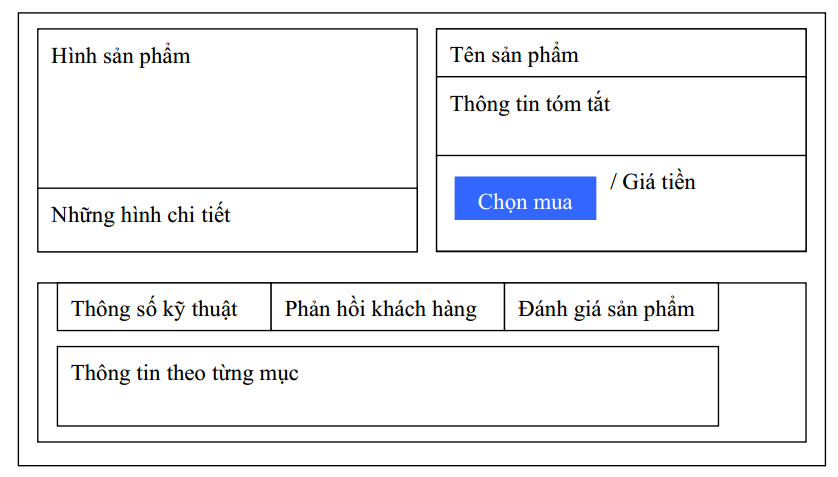 Hình sản phẩm
Những hình chi tiết
Tên sản phẩm
Thông tin tóm tắt
Chọn mua / Giá tiền
Thông số kỹ thuật Phản hồi khách hàng Đánh giá sản phẩm
Thông tin theo từng mục